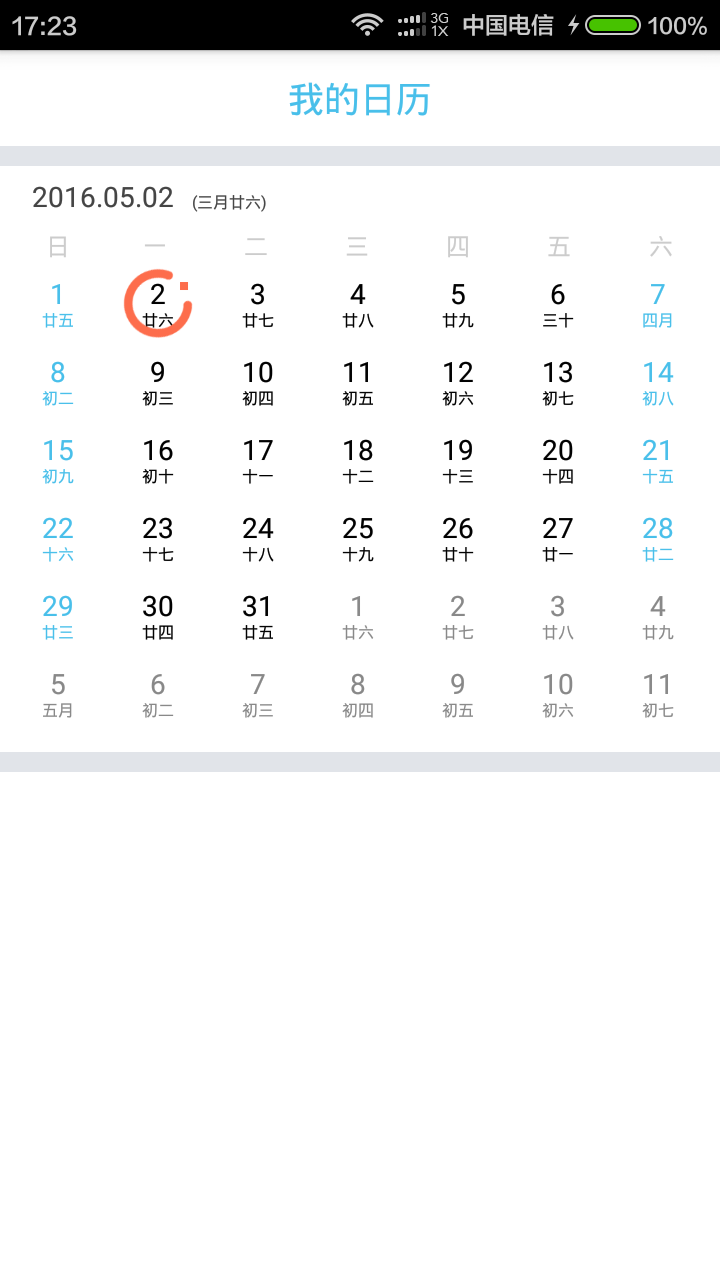 17:23 3G 1X 中国电信 100%
我的日历
2016.05.02 (三月廿六)
日 一 二 三 四 五 六
1 2 3 4 5 6 7
廿五 廿六 廿七 廿八 廿九 三十 四月
8 9 10 11 12 13 14
初二 初三 初四 初五 初六 初七 初八
15 16 17 18 19 20 21
初九 初十 十一 十二 十三 十四 十五
22 23 24 25 26 27 28
十六 十七 十八 十九 廿十 廿一 廿二
29 30 31 1 2 3 4
廿三 廿四 廿五 廿六 廿七 廿八 廿九
5 6 7 8 9 10 11
五月 初二 初三 初四 初五 初六 初七